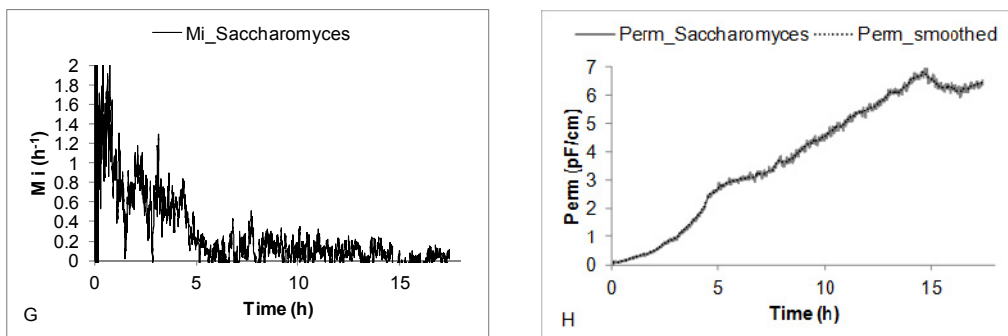 Mi_Saccharomyces
2
1.8
1.6
1.4
1.2
1
0.8
0.6
0.4
0.2
0
M i (h-1)
0 5 10 15
Time (h)
G
Perm_Saccharomyces Perm_smoothed
7
6
5
4
3
2
1
0
Perm (pF/cm)
0 5 10 15
Time (h)
H